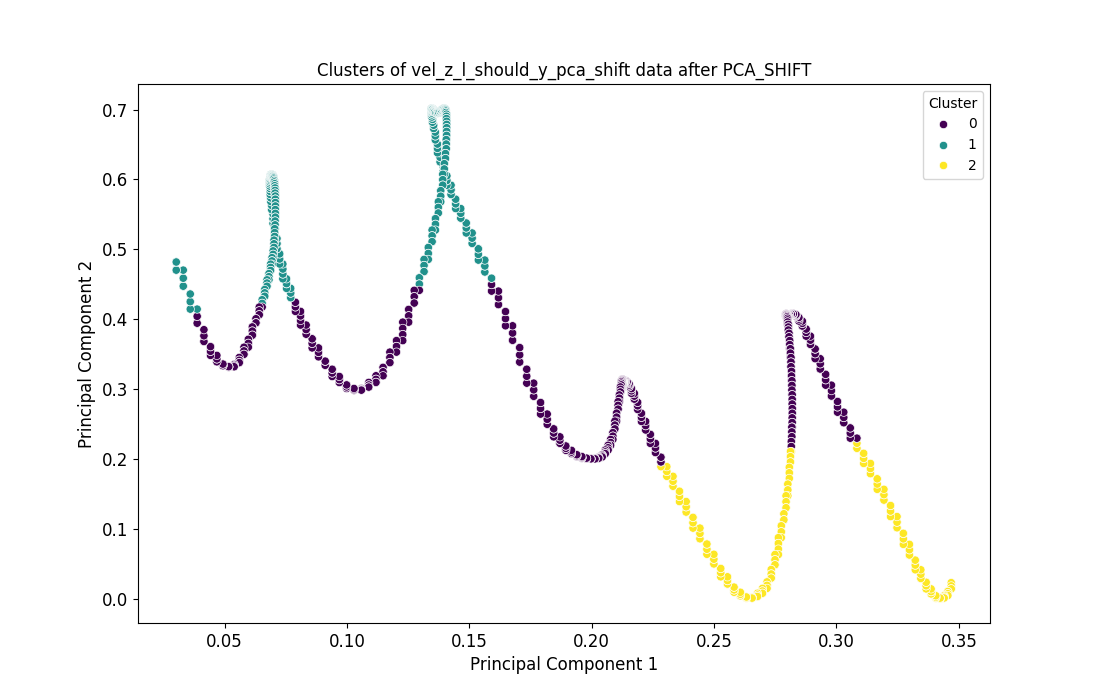 Clusters of vel_z_l_should_y_pca_shift data after PCA_SHIFT
Cluster
0
1
2
0.7
0.6
0.5
0.4
0.3
0.2
0.1
0.0
Principal Component 2
0.05 0.10 0.15 0.20 0.25 0.30 0.35
Principal Component 1